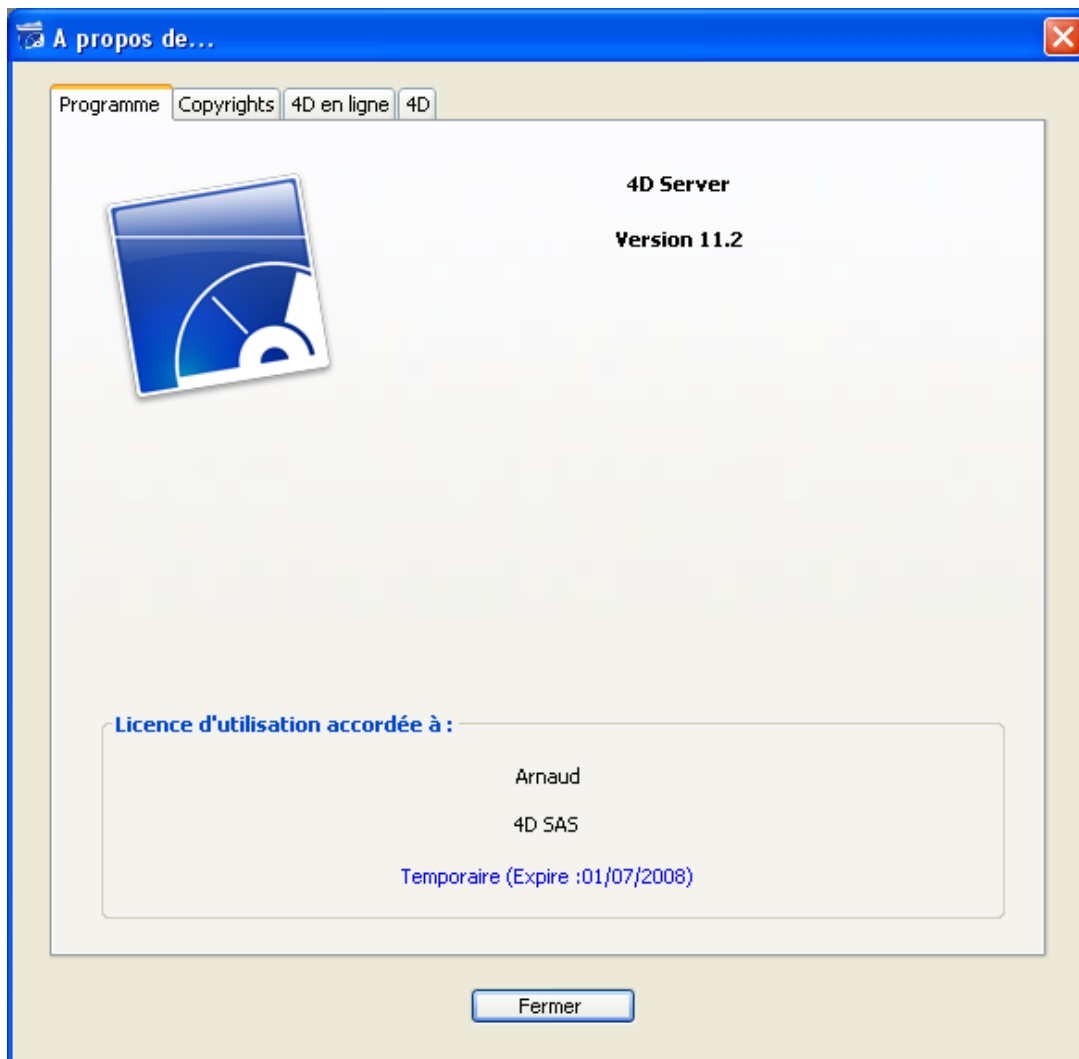 A propos de...
Programme Copyrights 4D en ligne 4D
4D Server
Version 11.2
Licence d'utilisation accordée à :
Arnaud
4D SAS
Temporaire (Expire :01/07/2008)
Fermer